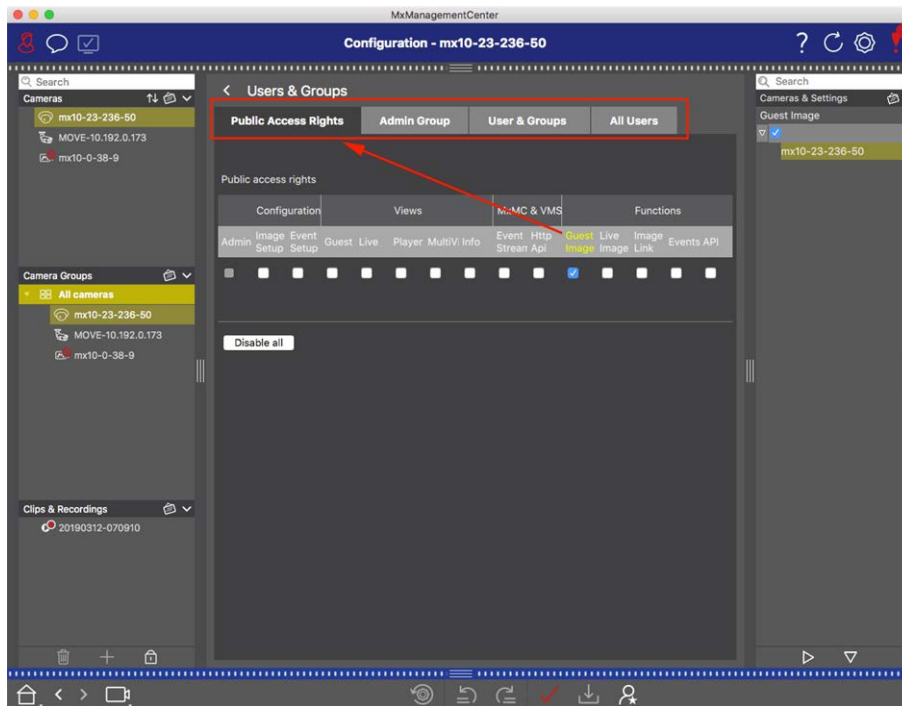 MxManagementCenter
Configuration - mx10-23-236-50
Search
Cameras
mx10-23-236-50
MOVE-10.192.0.173
mx10-0-38-9
Camera Groups
All cameras
mx10-23-236-50
MOVE-10.192.0.173
mx10-0-38-9
Clips & Recordings
20190312-070910
Users & Groups
Public Access Rights Admin Group User & Groups All Users
Public access rights
Configuration Views MxMC & VMS Functions
Admin Image Setup Event Setup Guest Live Player MultiVi Info Event Stream Http Api Guest Image Live Image Image Link Events API
Disable all
Search
Cameras & Settings
Guest Image
mx10-23-236-50